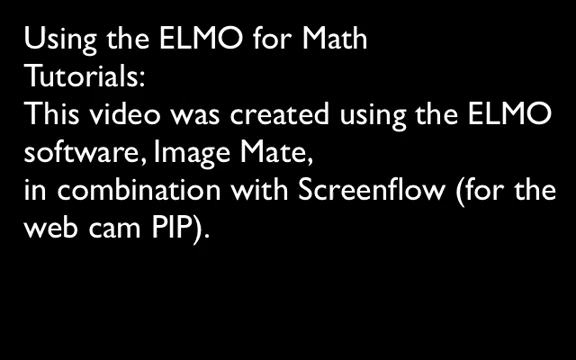 Using the ELMO for Math
Tutorials:
This video was created using the ELMO
software, Image Mate,
in combination with Screenflow (for the
web cam PIP).